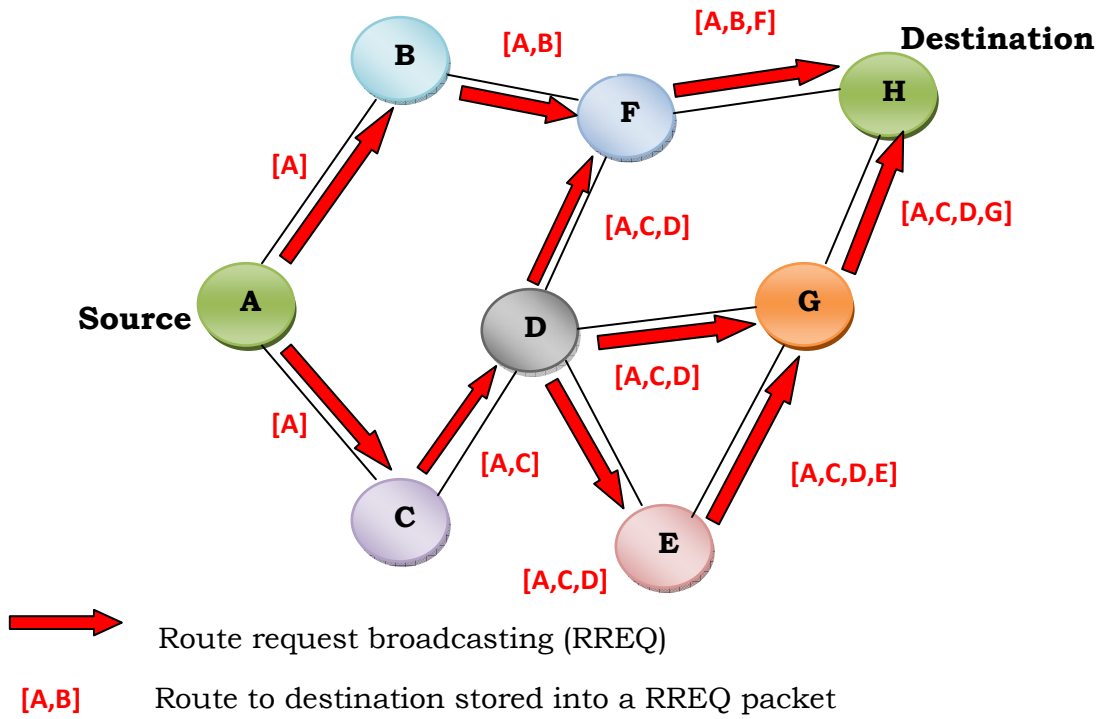 [A,B,F]
Destination
B
[A,B]
H
F
[A]
[A,C,D]
[A,C,D,G]
A
G
Source
D
[A,C,D]
[A]
[A,C]
[A,C,D,E]
C
E
[A,C,D]
Route request broadcasting (RREQ)
[A,B] Route to destination stored into a RREQ packet